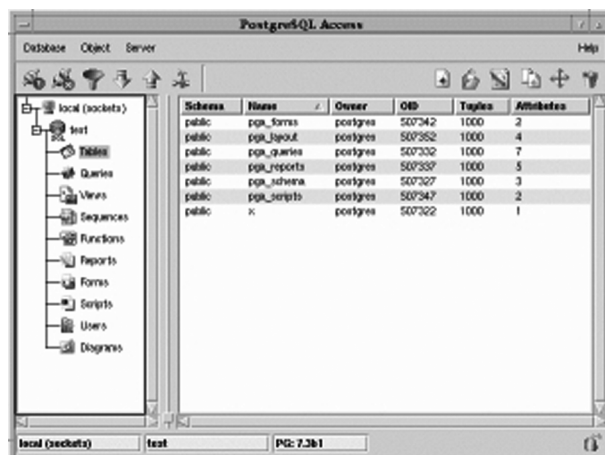 PostgreSQL Access
Database Object Server Help
local (sockets)
test
Tables
Queries
Views
Sequences
Functions
Reports
Forms
Scripts
Users
Diagrams
Schema Name Owner OID Tuples Attributes
public pga_forms postgres 507342 1000 2
public pga_layout postgres 507352 1000 4
public pga_queries postgres 507332 1000 7
public pga_reports postgres 507337 1000 5
public pga_schema postgres 507327 1000 3
public pga_scripts postgres 507347 1000 2
public x postgres 507322 1000 1
local (sockets) test PG: 7.3b1